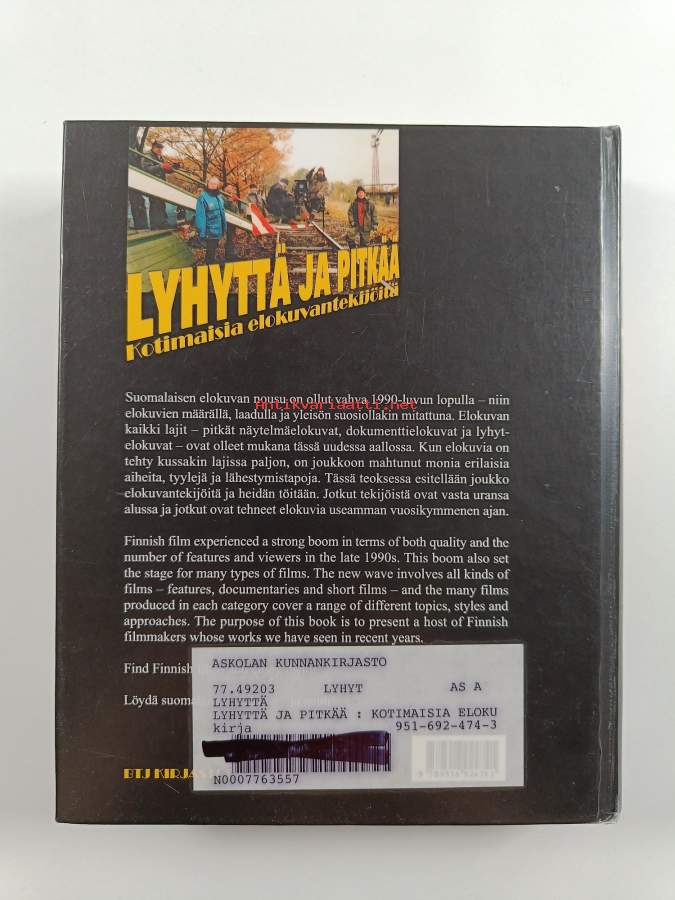 LYHYTTÄ JA PITKÄÄ
Kotimaisia elokuvantekijöitä
Suomalaisen elokuvan nousu on ollut vahva 1990-luvun lopulla – niin
elokuvien määrällä, laadulla ja yleisön suosiollakin mitattuna. Elokuvan
kaikki lajit – pitkät näytelmäelokuvat, dokumenttielokuvat ja lyhyt-
elokuvat – ovat olleet mukana tässä uudessa aallossa. Kun elokuvia on
tehty kussakin lajissa paljon, on joukkoon mahtunut monia erilaisia
aiheita, tyylejä ja lähestymistapoja. Tässä teoksessa esitellään joukko
elokuvantekijöitä ja heidän töitään. Jotkut tekijöistä ovat vasta uransa
alussa ja jotkut ovat tehneet elokuvia useamman vuosikymmenen ajan.
Antikvariaatti.net
Finnish film experienced a strong boom in terms of both quality and the
number of features and viewers in the late 1990s. This boom also set
the stage for many types of films. The new wave involves all kinds of
films – features, documentaries and short films – and the many films
produced in each category cover a range of different topics, styles and
approaches. The purpose of this book is to present a host of Finnish
filmmakers whose works we have seen in recent years.
Find Finnish
Löydä
ASKOLAN KUNNANKIRJASTO
77.49203 LYHYT AS A
LYHYTTÄ
LYHYTTÄ JA PITKÄÄ : KOTIMAISIA ELOKU
kirja 951-692-474-3
N0007763557
BTJ